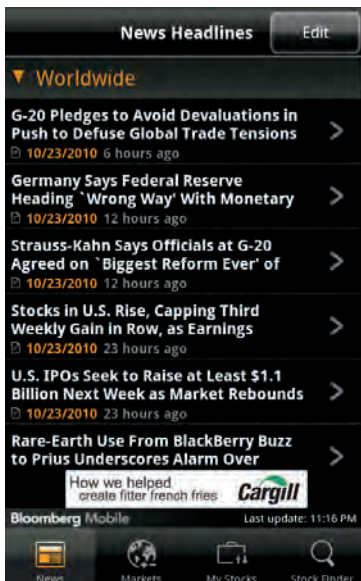 News Headlines
Edit
Worldwide
G-20 Pledges to Avoid Devaluations in
Push to Defuse Global Trade Tensions
10/23/2010 6 hours ago
Germany Says Federal Reserve
Heading `Wrong Way' With Monetary
10/23/2010 12 hours ago
Strauss-Kahn Says Officials at G-20
Agreed on `Biggest Reform Ever' of
10/23/2010 12 hours ago
Stocks in U.S. Rise, Capping Third
Weekly Gain in Row, as Earnings
10/23/2010 23 hours ago
U.S. IPOs Seek to Raise at Least $1.1
Billion Next Week as Market Rebounds
10/23/2010 23 hours ago
Rare-Earth Use From BlackBerry Buzz
to Prius Underscores Alarm Over
How we helped
create fitter french fries
Cargill
Bloomberg Mobile
Last update: 11:16 PM
News
Markets
My Stocks
Stock Finder